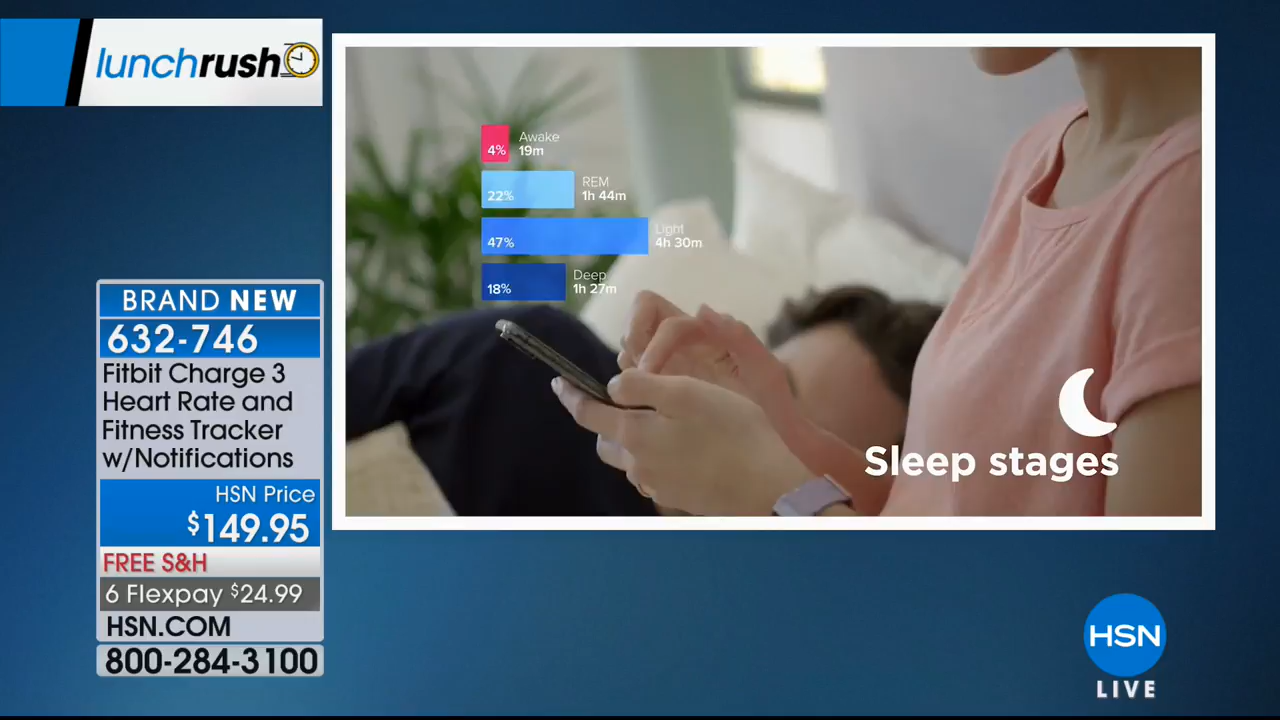 lunchrush
4% Awake
19m
22% REM
1h 44m
47% Light
4h 30m
18% Deep
1h 27m
Sleep stages
BRAND NEW
632-746
Fitbit Charge 3
Heart Rate and
Fitness Tracker
w/Notifications
HSN Price
$149.95
FREE S&H
6 Flexpay $24.99
HSN.COM
800-284-3100
HSN
LIVE